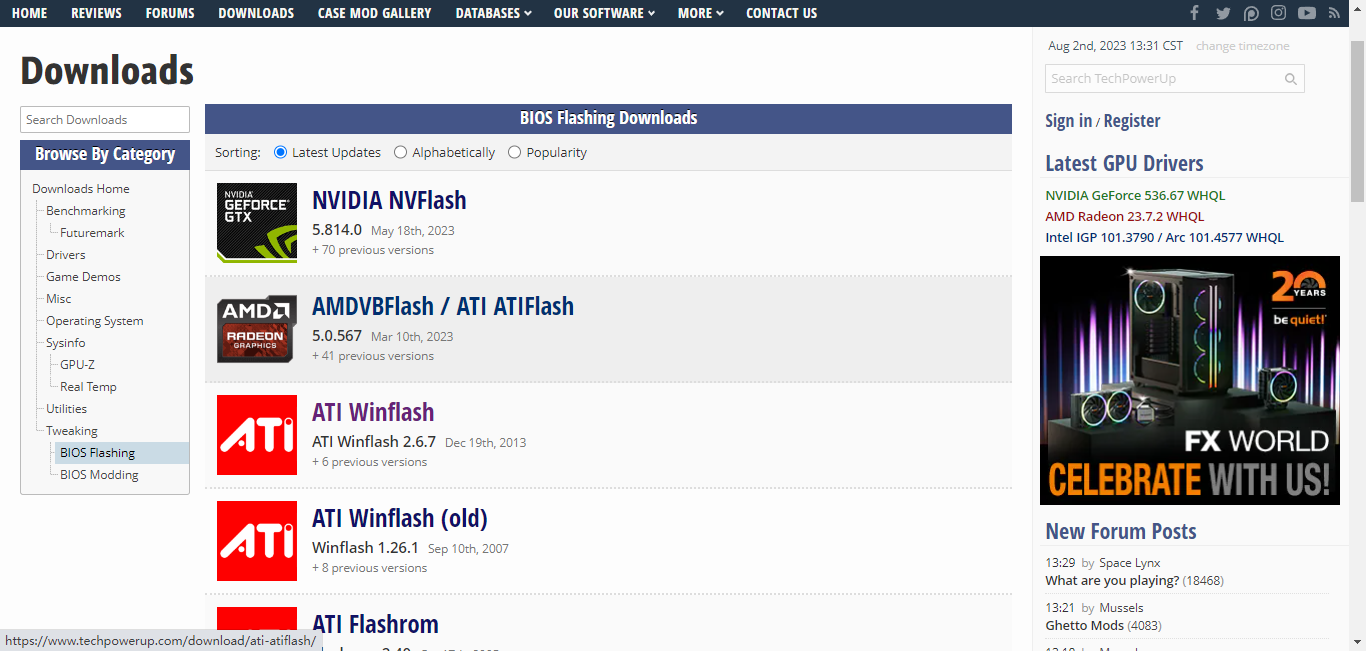 HOME REVIEWS FORUMS DOWNLOADS CASE MOD GALLERY DATABASES OUR SOFTWARE MORE CONTACT US
Downloads
Search Downloads
Browse By Category
Downloads Home
Benchmarking
Futuremark
Drivers
Game Demos
Misc
Operating System
Sysinfo
GPU-Z
Real Temp
Utilities
Tweaking
BIOS Flashing
BIOS Modding
BIOS Flashing Downloads
Sorting: Latest Updates Alphabetically Popularity
NVIDIA
GEFORCE
GTX
NVIDIA NVFlash
5.814.0 May 18th, 2023
+ 70 previous versions
AMD
RADEON
GRAPHICS
AMDVBFlash / ATI ATIFlash
5.0.567 Mar 10th, 2023
+ 41 previous versions
ATI
ATI Winflash
ATI Winflash 2.6.7 Dec 19th, 2013
+ 6 previous versions
ATI
ATI Winflash (old)
Winflash 1.26.1 Sep 10th, 2007
+ 8 previous versions
ATI Flashrom
https://www.techpowerup.com/download/ati-atiflash/
Aug 2nd, 2023 13:31 CST change timezone
Search TechPowerUp
Sign in / Register
Latest GPU Drivers
NVIDIA GeForce 536.67 WHQL
AMD Radeon 23.7.2 WHQL
Intel IGP 101.3790 / Arc 101.4577 WHQL
20
YEARS
be quiet!
FX WORLD
CELEBRATE WITH US!
New Forum Posts
13:29 by Space Lynx
What are you playing? (18468)
13:21 by Mussels
Ghetto Mods (4083)